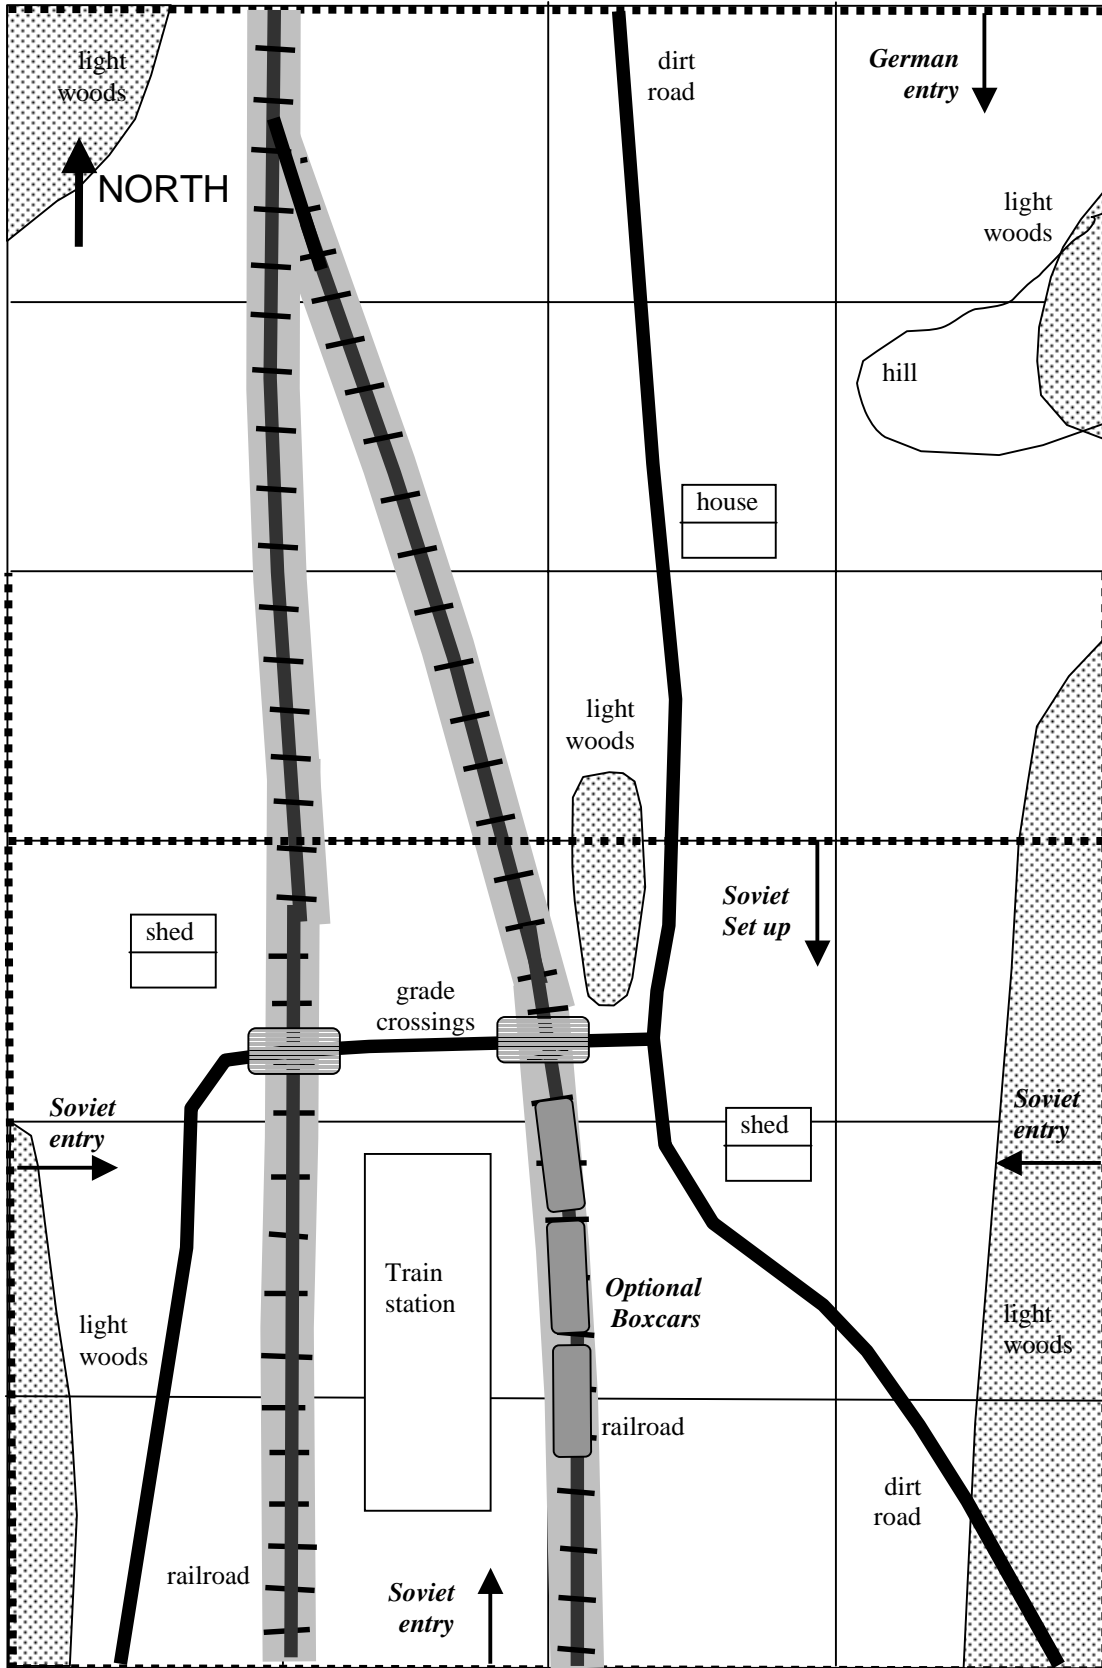 light
woods
dirt
road
German
entry
NORTH
light
woods
hill
house
light
woods
shed
Soviet
Set up
grade
crossings
Soviet
entry
shed
Soviet
entry
Train
station
Optional
Boxcars
light
woods
light
woods
railroad
dirt
road
railroad
Soviet
entry